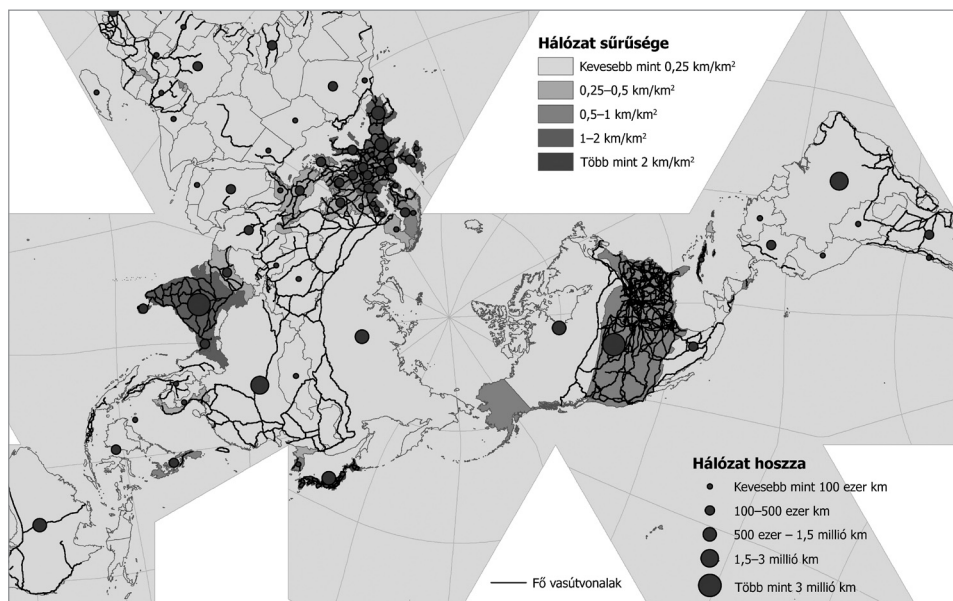 Hálózat sűrűsége
Kevesebb mint 0,25 km/km²
0,25–0,5 km/km²
0,5–1 km/km²
1–2 km/km²
Több mint 2 km/km²
Hálózat hoszza
Kevesebb mint 100 ezer km
100–500 ezer km
500 ezer – 1,5 millió km
1,5–3 millió km
Több mint 3 millió km
Fő vasútvonalak